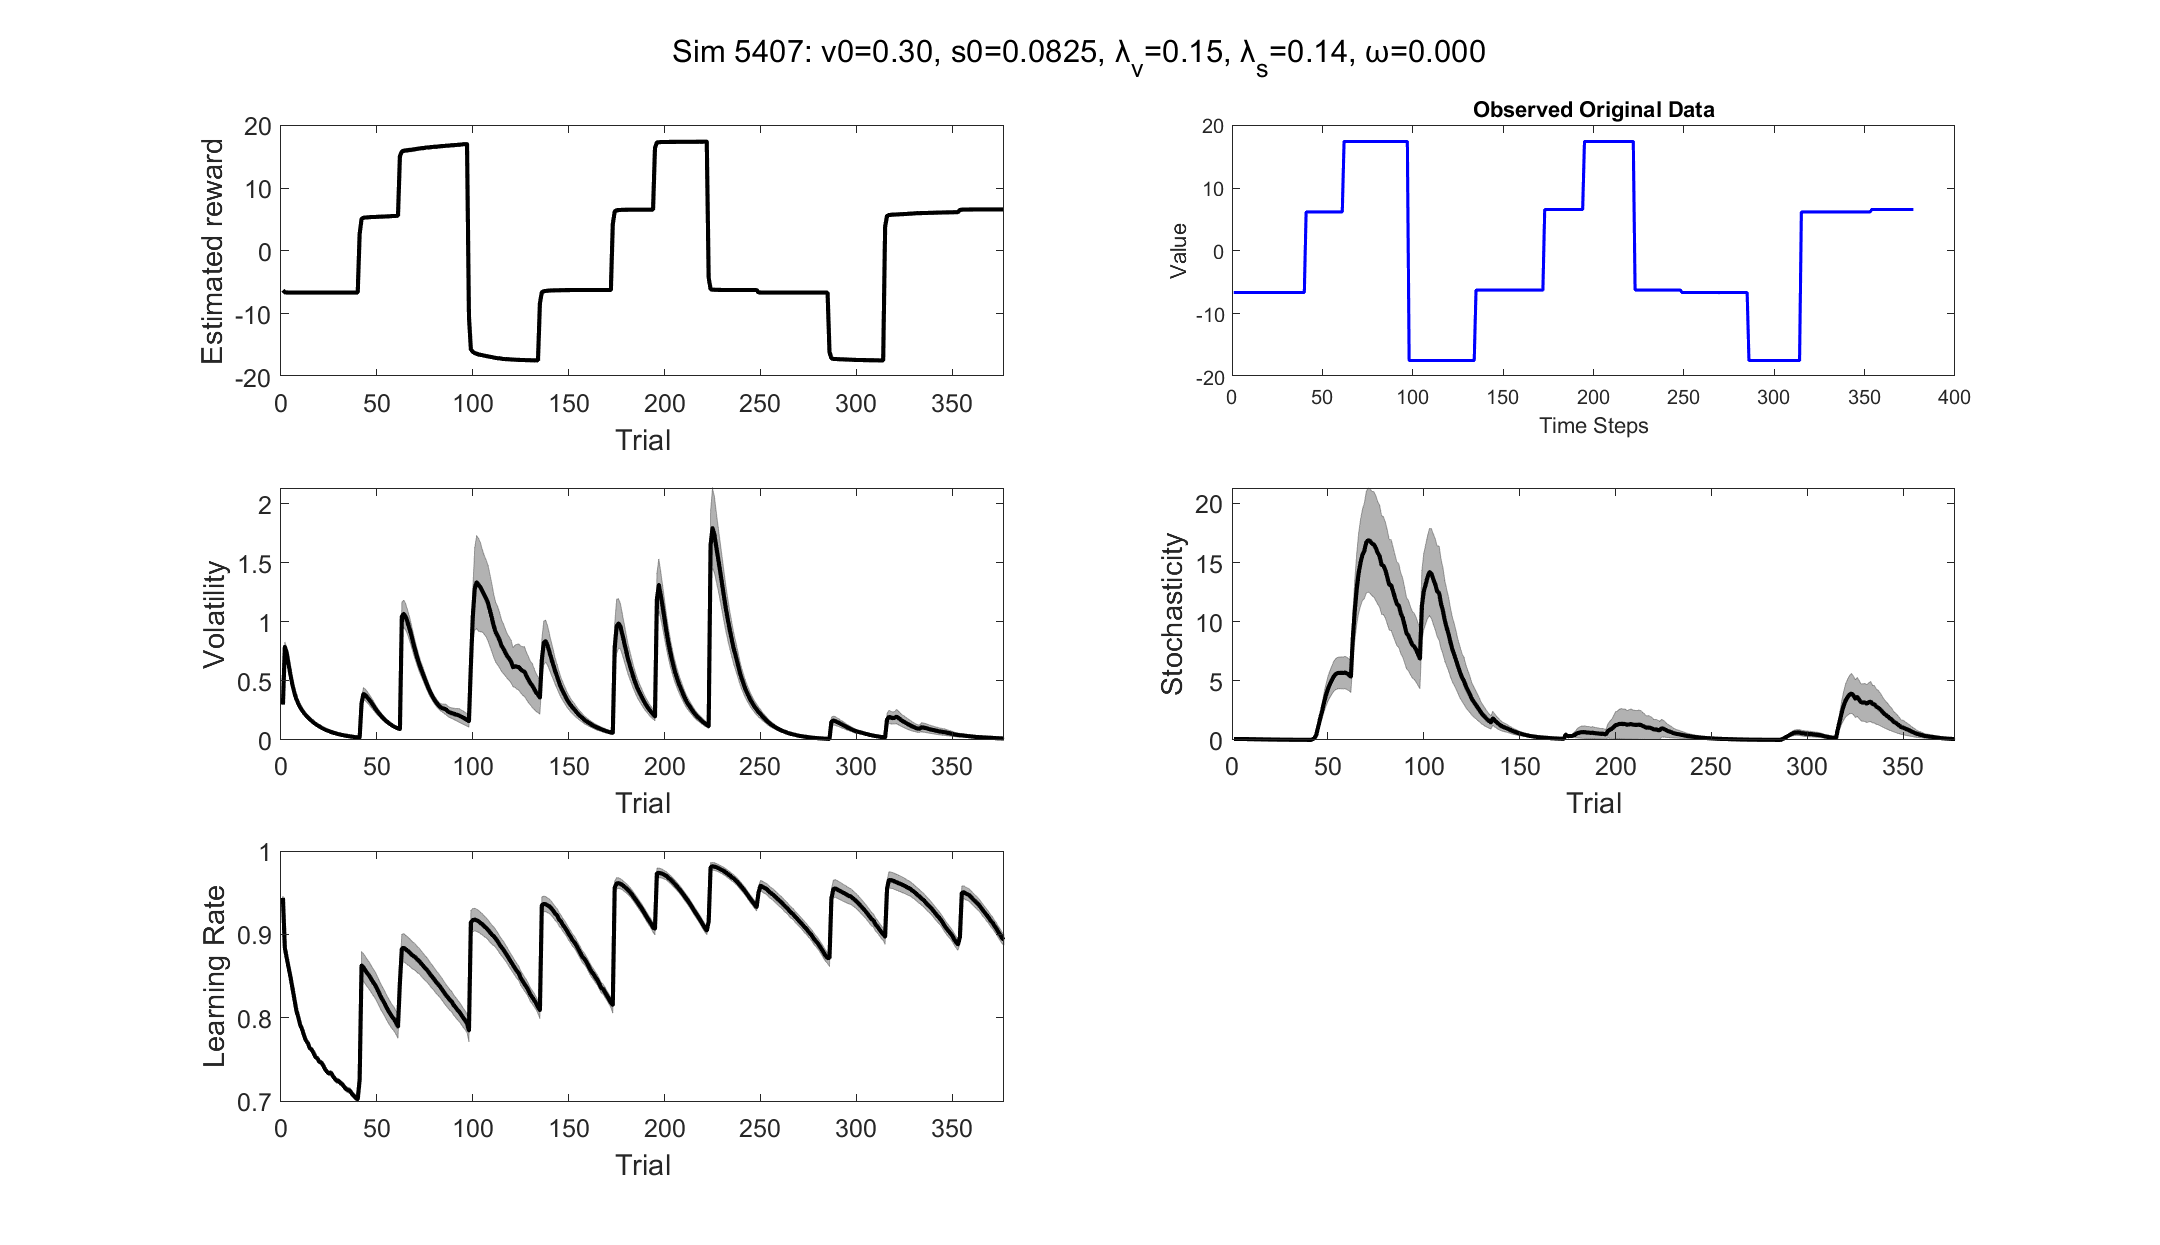 Sim 5407: v0=0.30, s0=0.0825, λ_v=0.15, λ_s=0.14, ω=0.000
Estimated reward
20
10
0
-10
-20
0 50 100 150 200 250 300 350
Trial
Observed Original Data
Value
20
10
0
-10
-20
0 50 100 150 200 250 300 350 400
Time Steps
Volatility
2
1.5
1
0.5
0
0 50 100 150 200 250 300 350
Trial
Stochasticity
20
15
10
5
0
0 50 100 150 200 250 300 350
Trial
Learning Rate
1
0.9
0.8
0.7
0 50 100 150 200 250 300 350
Trial